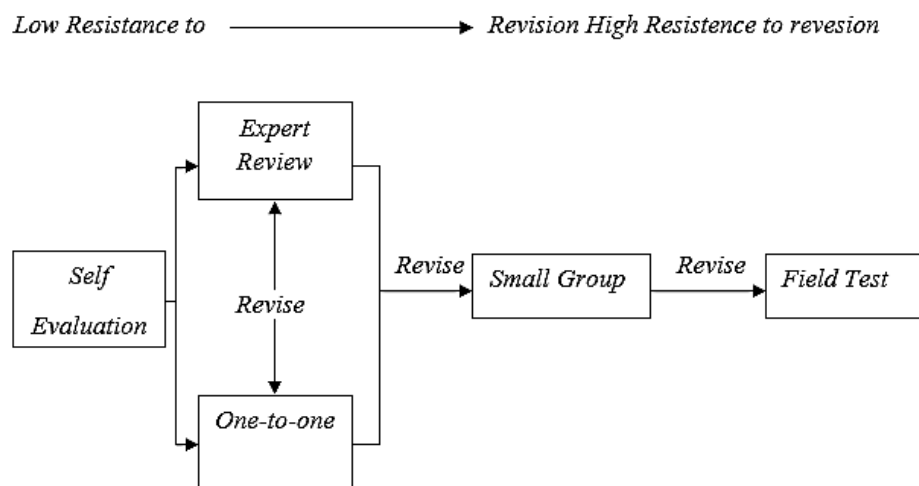 Low Resistance to
Revision High Resistence to revesion
Expert
Review
Self
Evaluation
Revise
Revise
Small Group
Revise
Field Test
One-to-one